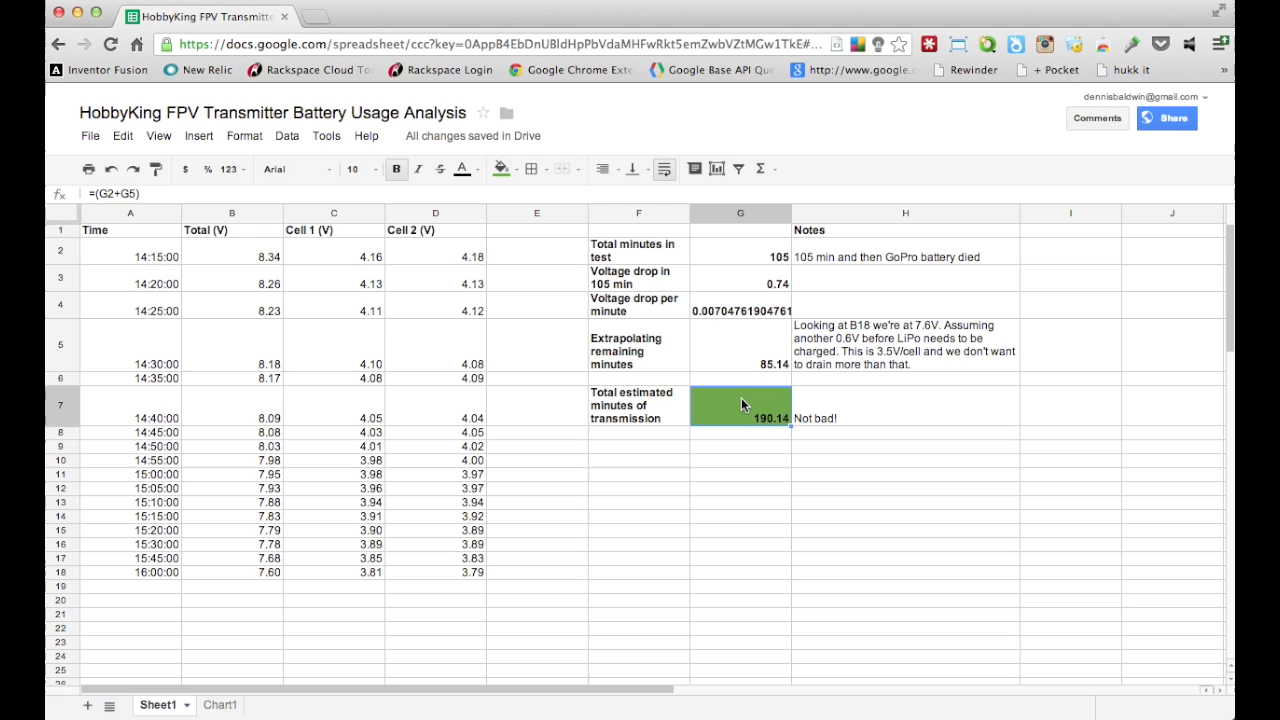 HobbyKing FPV Transmitte
https://docs.google.com/spreadsheet/ccc?key=0AppB4EbDnUBldHpPbVdaMHFwRkt5emZwbVZtMGw1TkE#...
Inventor Fusion New Relic Rackspace Cloud To Rackspace Login Google Chrome Exte Google Base API Que http://www.google. Rewinder + Pocket hukk it »
dennisbaldwin@gmail.com
HobbyKing FPV Transmitter Battery Usage Analysis
Comments Share
File Edit View Insert Format Data Tools Help All changes saved in Drive
$ % 123 Arial 10 B I S A Σ
fx =(G2+G5)
A B C D E F G H I J
1 Time Total (V) Cell 1 (V) Cell 2 (V) Notes
2 14:15:00 8.34 4.16 4.18 Total minutes in test 105 105 min and then GoPro battery died
3 14:20:00 8.26 4.13 4.13 Voltage drop in 105 min 0.74
4 14:25:00 8.23 4.11 4.12 Voltage drop per minute 0.00704761904761
5 14:30:00 8.18 4.10 4.08 Extrapolating remaining minutes 85.14 Looking at B18 we're at 7.6V. Assuming another 0.6V before LiPo needs to be charged. This is 3.5V/cell and we don't want to drain more than that.
6 14:35:00 8.17 4.08 4.09
7 14:40:00 8.09 4.05 4.04 Total estimated minutes of transmission 190.14 Not bad!
8 14:45:00 8.08 4.03 4.05
9 14:50:00 8.03 4.01 4.02
10 14:55:00 7.98 3.98 4.00
11 15:00:00 7.95 3.98 3.97
12 15:05:00 7.93 3.96 3.97
13 15:10:00 7.88 3.94 3.94
14 15:15:00 7.83 3.91 3.92
15 15:20:00 7.79 3.90 3.89
16 15:30:00 7.78 3.89 3.89
17 15:45:00 7.68 3.85 3.83
18 16:00:00 7.60 3.81 3.79
19
20
21
22
23
24
25
26
+ Sheet1 Chart1